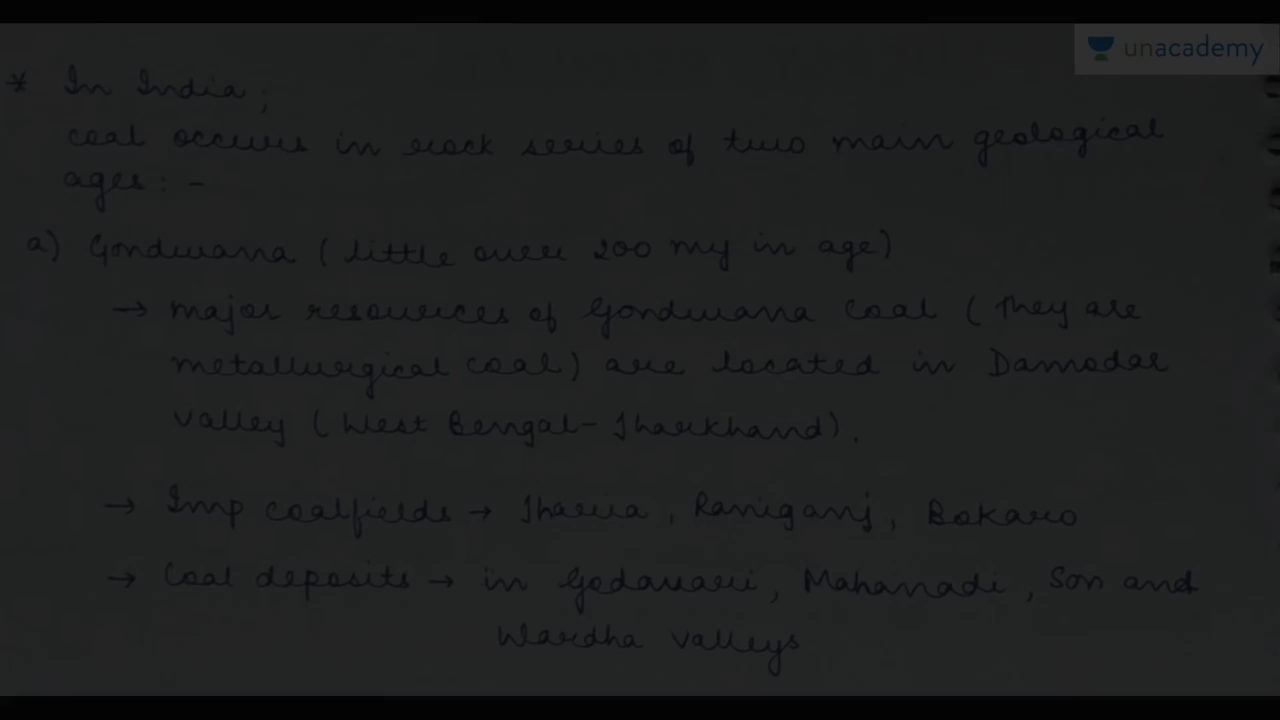 unacademy
* In India,
coal occurs in rock series of two main geological
ages: -
a) Gondwana (little over 200 my in age)
→ major resources of Gondwana coal (They are
metallurgical coal) are located in Damodar
valley (West Bengal-Jharkhand).
→ Imp coalfields → Jharia, Raniganj, Bokaro
→ Coal deposits → in Godavari, Mahanadi, Son and
Wardha valleys